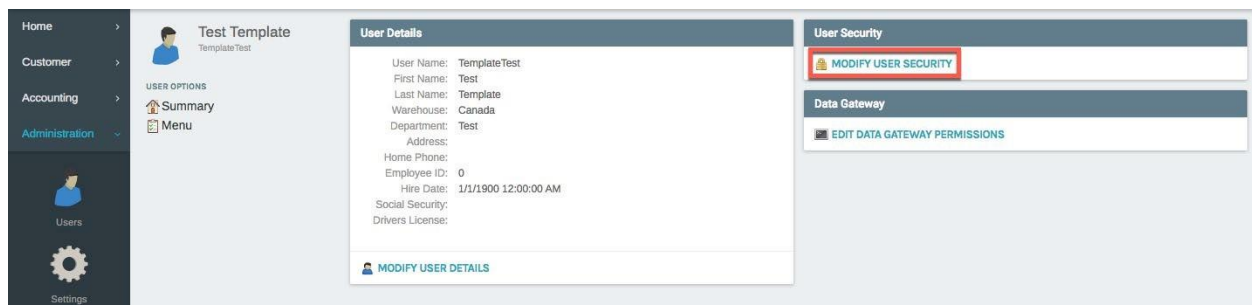 Home
Customer
Accounting
Administration
Users
Settings
Test Template
TemplateTest
USER OPTIONS
Summary
Menu
User Details
User Name: TemplateTest
First Name: Test
Last Name: Template
Warehouse: Canada
Department: Test
Address:
Home Phone:
Employee ID: 0
Hire Date: 1/1/1900 12:00:00 AM
Social Security:
Drivers License:
MODIFY USER DETAILS
User Security
MODIFY USER SECURITY
Data Gateway
EDIT DATA GATEWAY PERMISSIONS